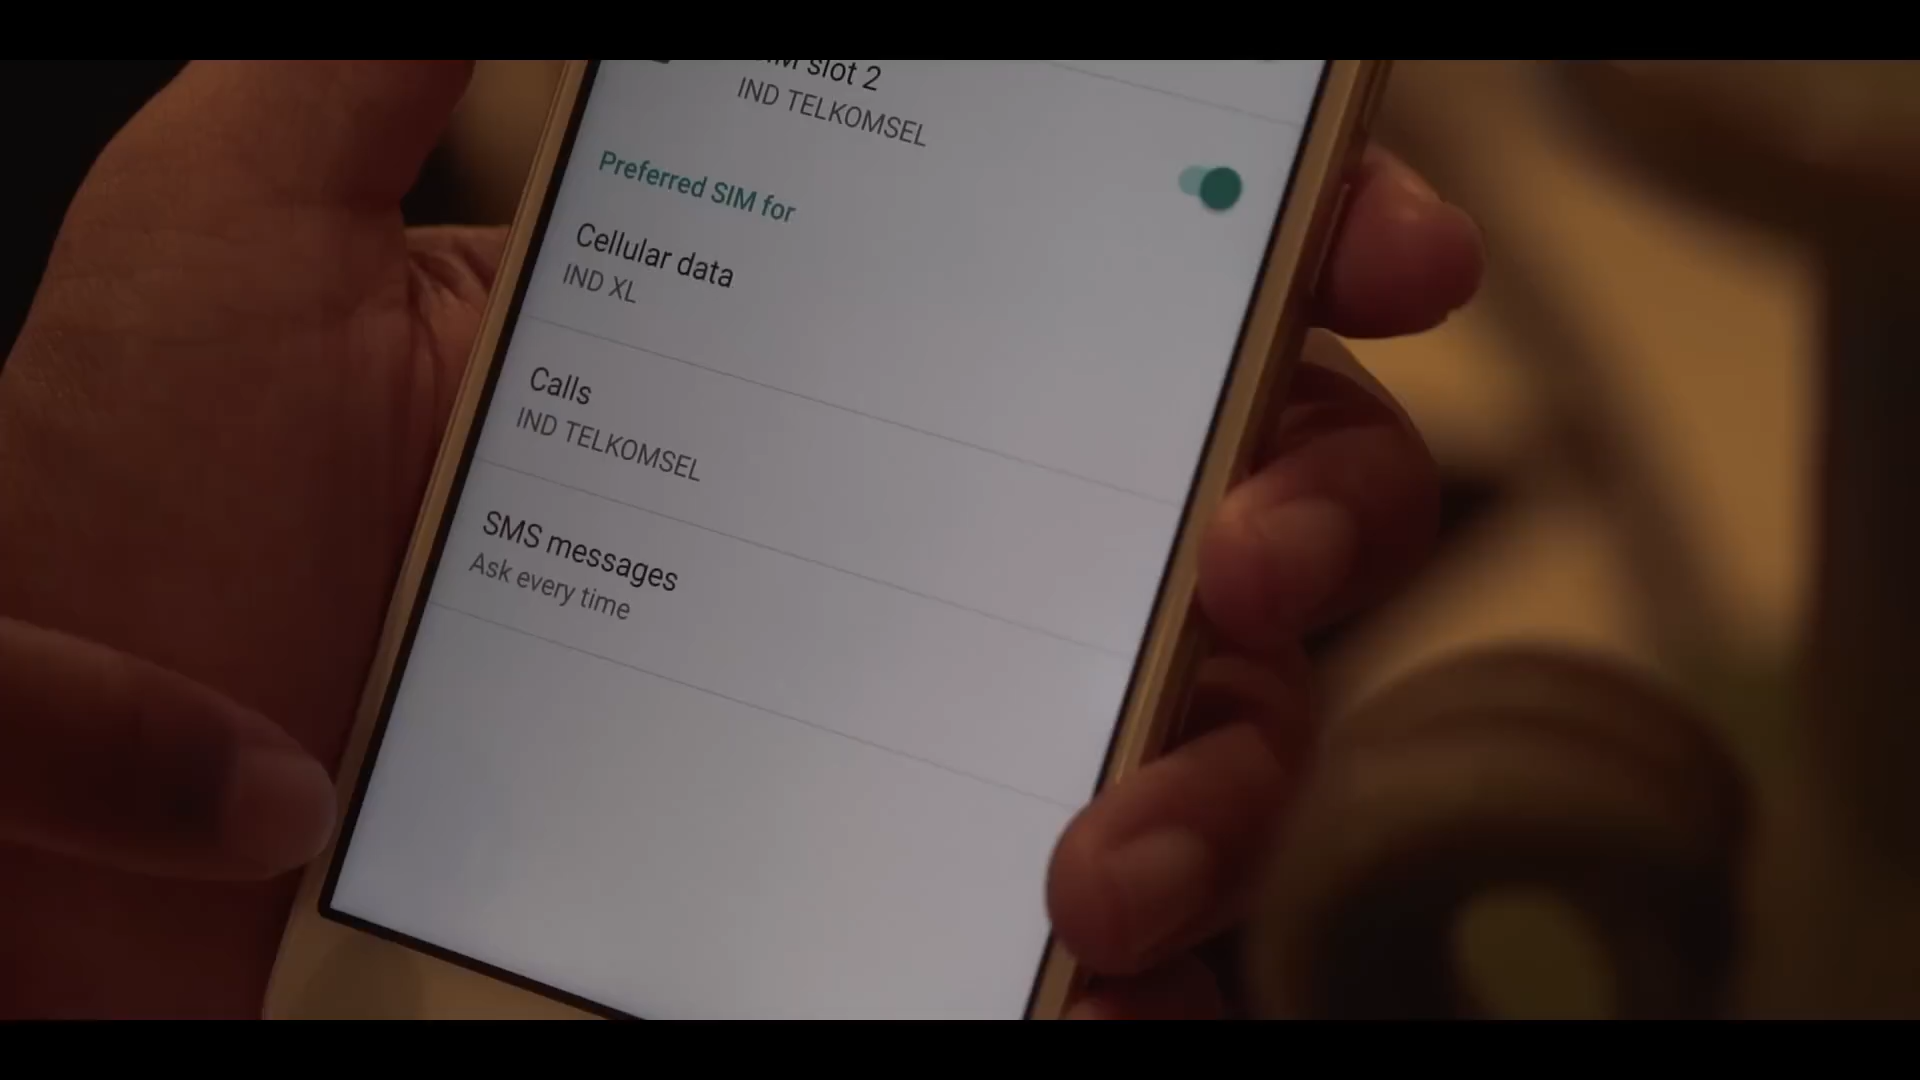 SIM slot 2
IND TELKOMSEL
Preferred SIM for
Cellular data
IND XL
Calls
IND TELKOMSEL
SMS messages
Ask every time